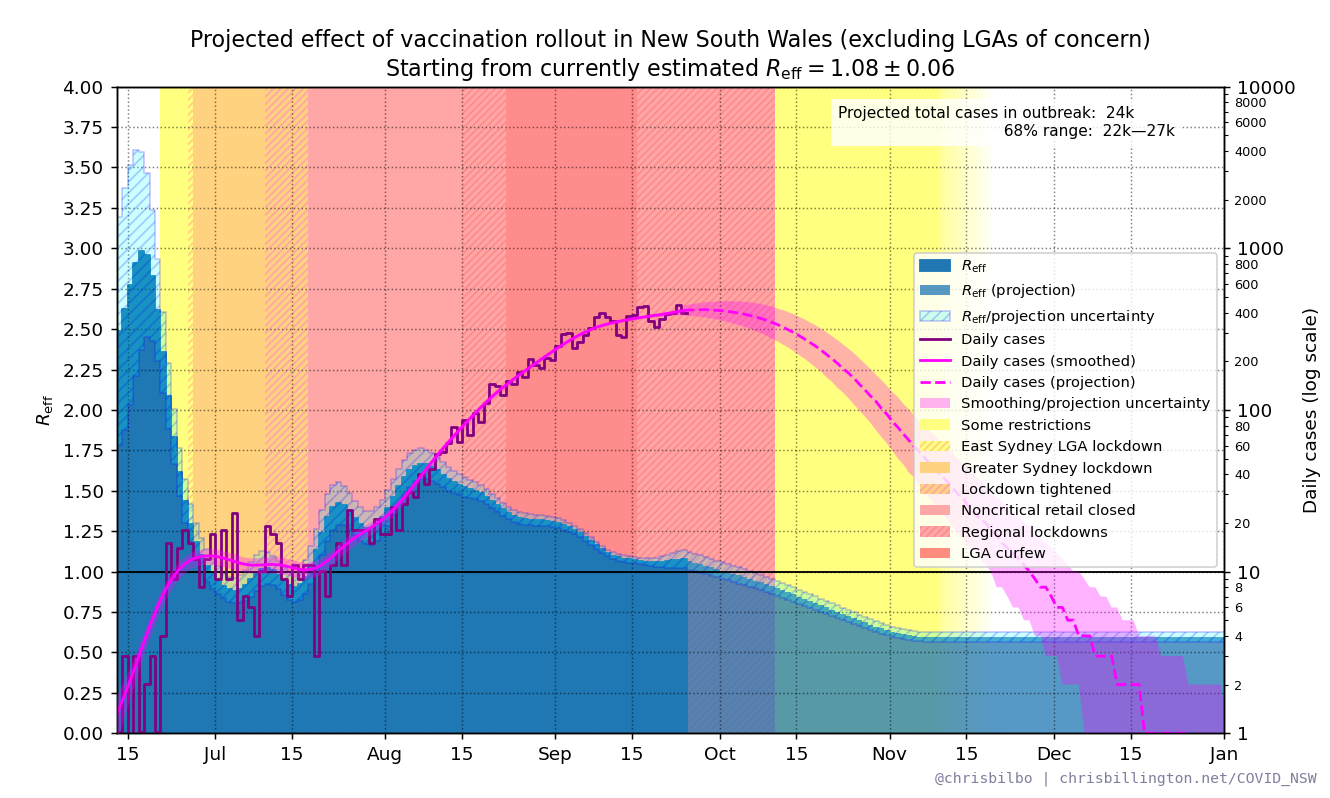 Projected effect of vaccination rollout in New South Wales (excluding LGAs of concern)
Starting from currently estimated Reff = 1.08 ± 0.06
Projected total cases in outbreak: 24k
68% range: 22k—27k
Reff
4.00
3.75
3.50
3.25
3.00
2.75
2.50
2.25
2.00
1.75
1.50
1.25
1.00
0.75
0.50
0.25
0.00
10000
8000
6000
4000
2000
1000
800
600
400
200
100
80
60
40
20
10
8
6
4
2
1
Daily cases (log scale)
Reff
Reff (projection)
Reff/projection uncertainty
Daily cases
Daily cases (smoothed)
Daily cases (projection)
Smoothing/projection uncertainty
Some restrictions
East Sydney LGA lockdown
Greater Sydney lockdown
Lockdown tightened
Noncritical retail closed
Regional lockdowns
LGA curfew
15 Jul 15 Aug 15 Sep 15 Oct 15 Nov 15 Dec 15 Jan
@chrisbilbo | chrisbillington.net/COVID_NSW